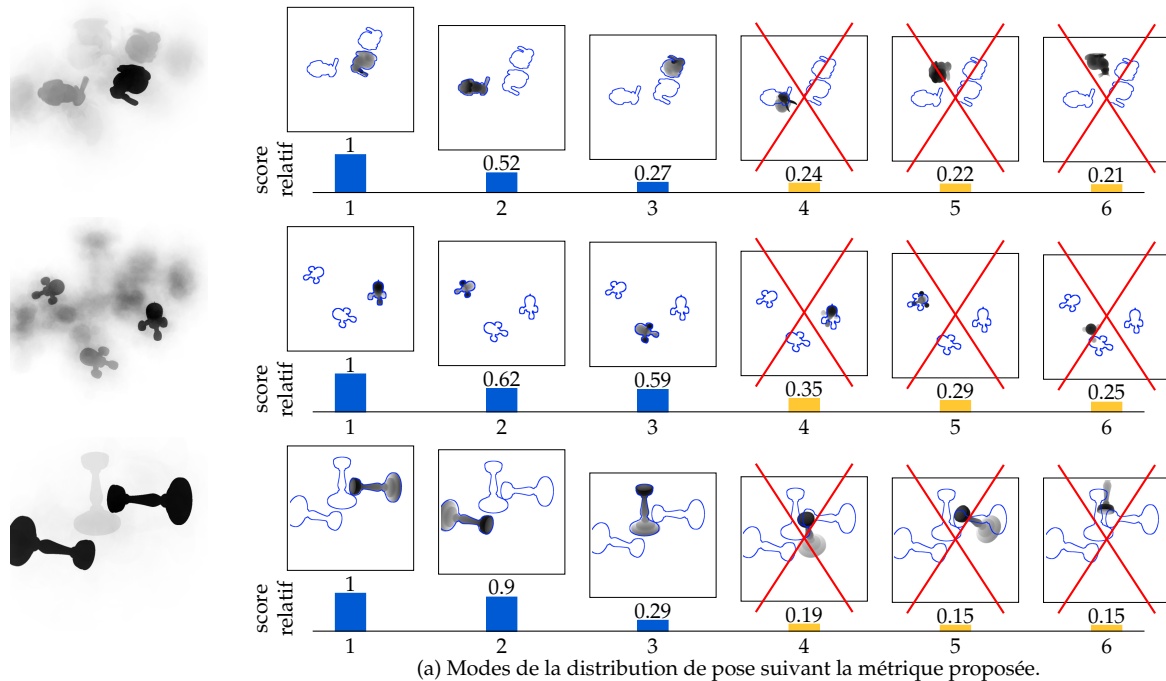 1
0.52
0.27
0.24
0.22
0.21
score
relatif
1 2 3 4 5 6
1
0.62
0.59
0.35
0.29
0.25
score
relatif
1 2 3 4 5 6
1
0.9
0.29
0.19
0.15
0.15
score
relatif
1 2 3 4 5 6
(a) Modes de la distribution de pose suivant la métrique proposée.